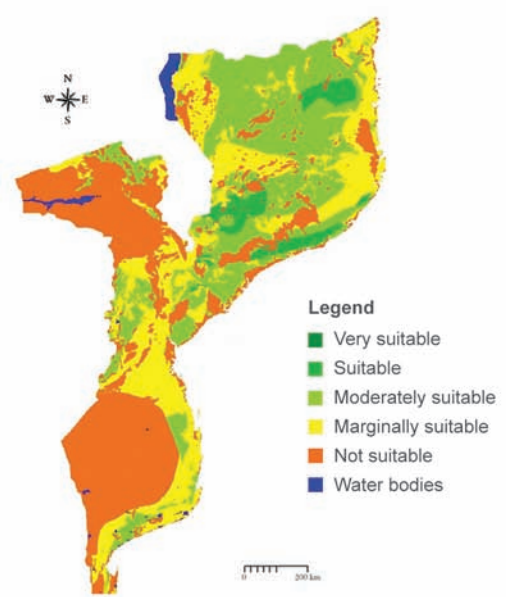 N
W E
S
Legend
Very suitable
Suitable
Moderately suitable
Marginally suitable
Not suitable
Water bodies
0 200 km